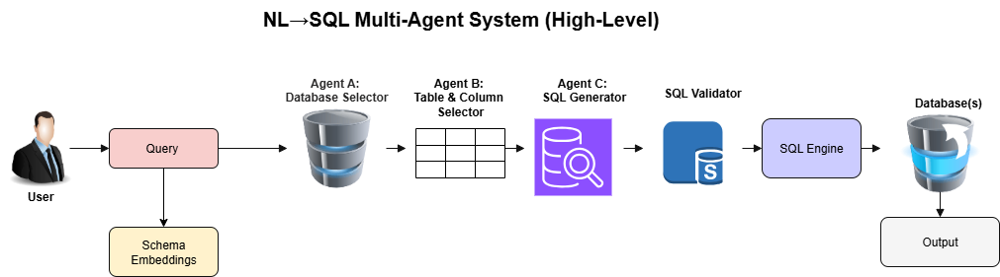 NL→SQL Multi-Agent System (High-Level)
Agent A:
Database Selector
Agent B:
Table & Column
Selector
Agent C:
SQL Generator
SQL Validator
Database(s)
User
Query
S
SQL Engine
Schema
Embeddings
Output